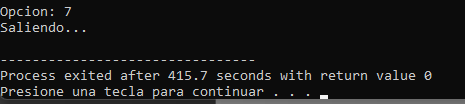 Opcion: 7
Saliendo...
--------------------------------
Process exited after 415.7 seconds with return value 0
Presione una tecla para continuar . . .